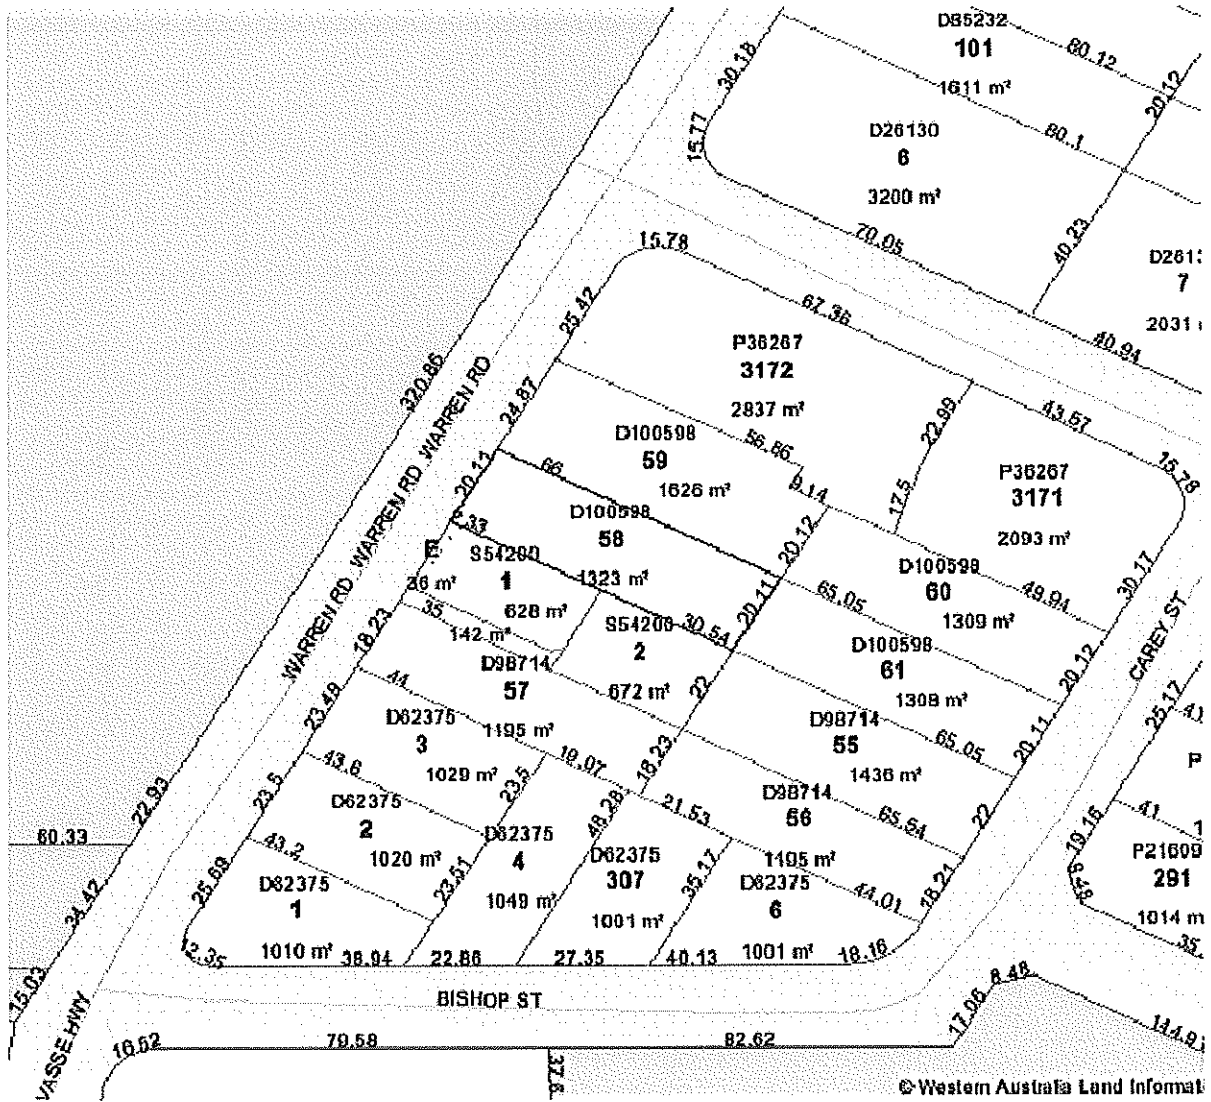 D85232
101
1611 m²
60.12
20.12
30.18
15.77
D26130
6
3200 m²
80.1
70.05
40.23
7
2031
40.94
15.78
25.42
67.36
P36267
3172
2837 m²
22.99
43.57
15.78
320.86
WARREN RD
WARREN RD
WARREN RD
24.87
D100598
59
1626 m²
56.86
9.14
17.5
P36267
3171
2093 m²
30.17
20.11
66
D100598
58
1323 m²
20.12
20.11
65.05
D100598
60
1309 m²
49.94
CAREY ST
S54200
1
628 m²
36 m²
35
142 m²
30.54
S54200
2
672 m²
22
D100598
61
1308 m²
20.12
20.11
65.05
18.23
D98714
57
1195 m²
44
18.23
D98714
55
1436 m²
22
25.17
23.49
D62375
3
1029 m²
19.07
23.5
48.28
21.53
D98714
56
1195 m²
65.54
18.21
44.01
23.5
43.6
D62375
2
1020 m²
23.51
D62375
4
1049 m²
D62375
307
1001 m²
35.17
D62375
6
1001 m²
18.16
43.2
25.69
D62375
1
1010 m²
12.35
38.94
22.86
27.35
40.13
41
19.16
8.48
P21609
291
1014 m
35
22.93
60.33
34.42
15.03
VASSE HWY
BISHOP ST
16.52
79.58
82.62
37.6
17.06
8.48
114.9
© Western Australia Land Informat